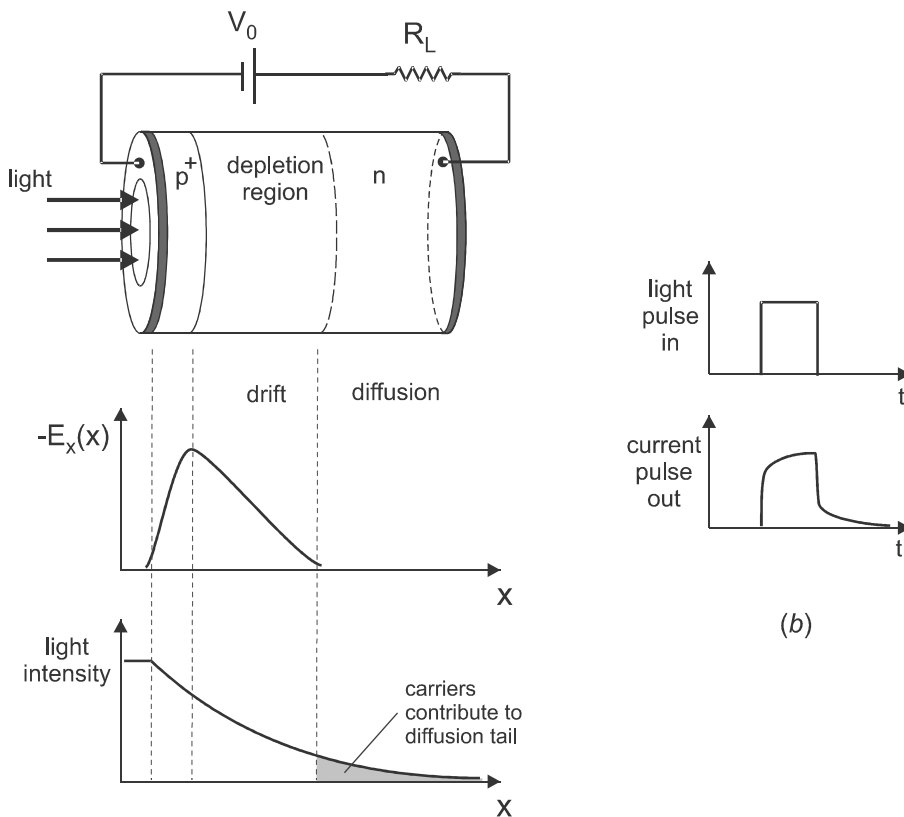 V₀
R_L
light
p⁺
depletion
region
n
drift
diffusion
-Eₓ(x)
x
light
intensity
carriers
contribute to
diffusion tail
x
light
pulse
in
t
current
pulse
out
t
(b)